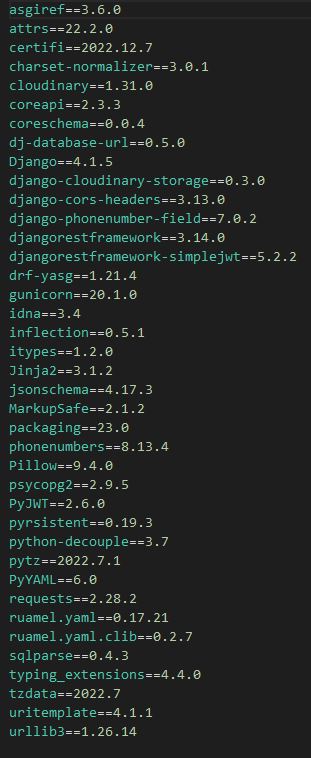 asgiref==3.6.0
attrs==22.2.0
certifi==2022.12.7
charset-normalizer==3.0.1
cloudinary==1.31.0
coreapi==2.3.3
coreschema==0.0.4
dj-database-url==0.5.0
Django==4.1.5
django-cloudinary-storage==0.3.0
django-cors-headers==3.13.0
django-phonenumber-field==7.0.2
djangorestframework==3.14.0
djangorestframework-simplejwt==5.2.2
drf-yasg==1.21.4
gunicorn==20.1.0
idna==3.4
inflection==0.5.1
itypes==1.2.0
Jinja2==3.1.2
jsonschema==4.17.3
MarkupSafe==2.1.2
packaging==23.0
phonenumbers==8.13.4
Pillow==9.4.0
psycopg2==2.9.5
PyJWT==2.6.0
pyrsistent==0.19.3
python-decouple==3.7
pytz==2022.7.1
PyYAML==6.0
requests==2.28.2
ruamel.yaml==0.17.21
ruamel.yaml.clib==0.2.7
sqlparse==0.4.3
typing_extensions==4.4.0
tzdata==2022.7
uritemplate==4.1.1
urllib3==1.26.14